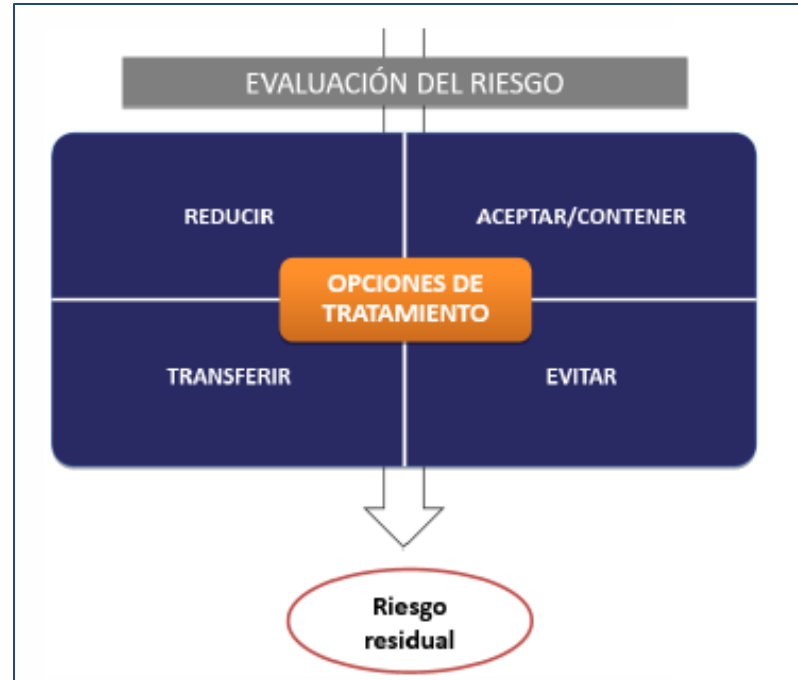 EVALUACIÓN DEL RIESGO
REDUCIR
ACEPTAR/CONTENER
OPCIONES DE
TRATAMIENTO
TRANSFERIR
EVITAR
Riesgo
residual